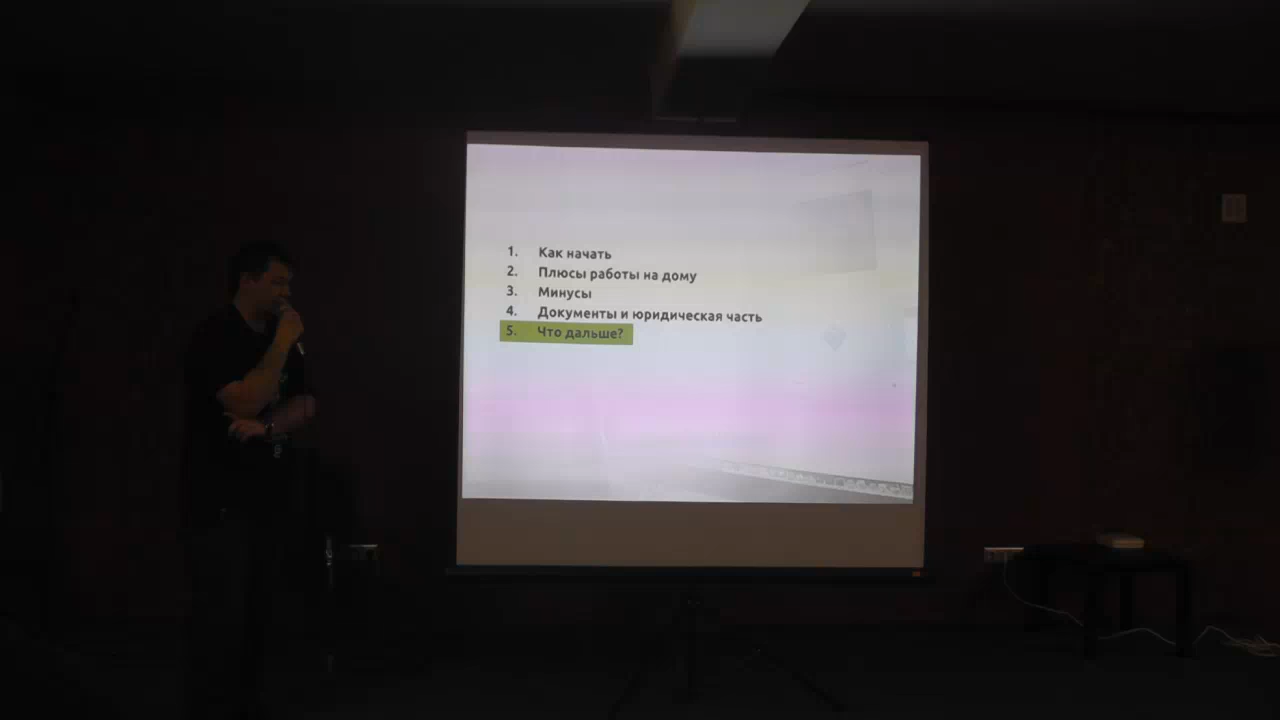 1. Как начать
2. Плюсы работы на дому
3. Минусы
4. Документы и юридическая часть
5. Что дальше?